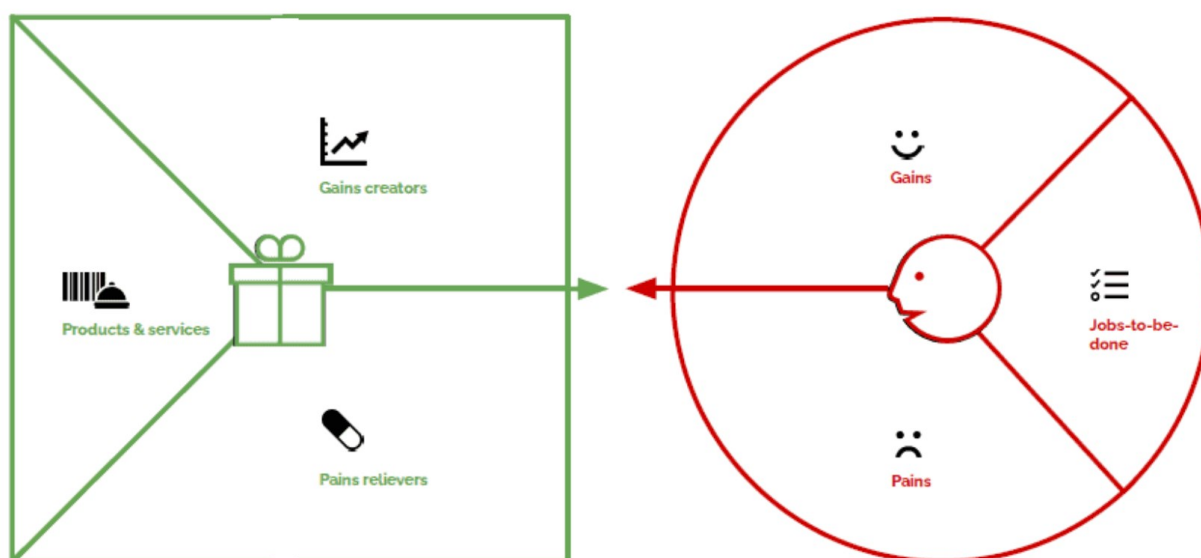 Gains creators
Products & services
Pains relievers
Gains
Jobs-to-be-
done
Pains